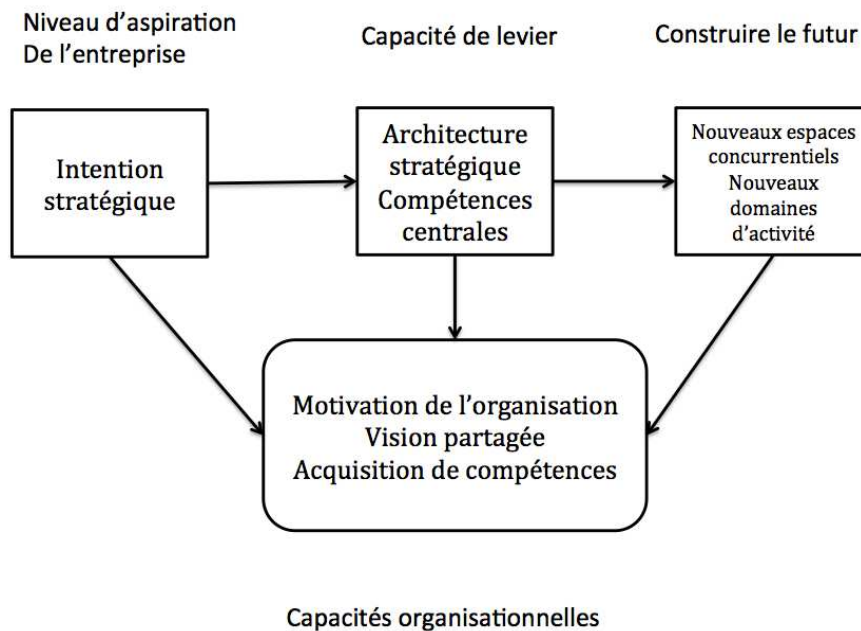 Niveau d’aspiration
De l’entreprise
Capacité de levier
Construire le futur
Intention
stratégique
Architecture
stratégique
Compétences
centrales
Nouveaux espaces
concurrentiels
Nouveaux
domaines
d’activité
Motivation de l’organisation
Vision partagée
Acquisition de compétences
Capacités organisationnelles